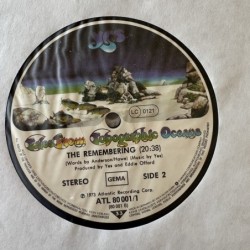 yes
LC 0121
Tales from Topographic Oceans
THE REMEMBERING (20:38)
(Words by Anderson/Howe) (Music by Yes)
Produced by Yes and Eddie Offord
STEREO GEMA SIDE 2
℗ 1973 Atlantic Recording Corp.
ATL 80 001/1